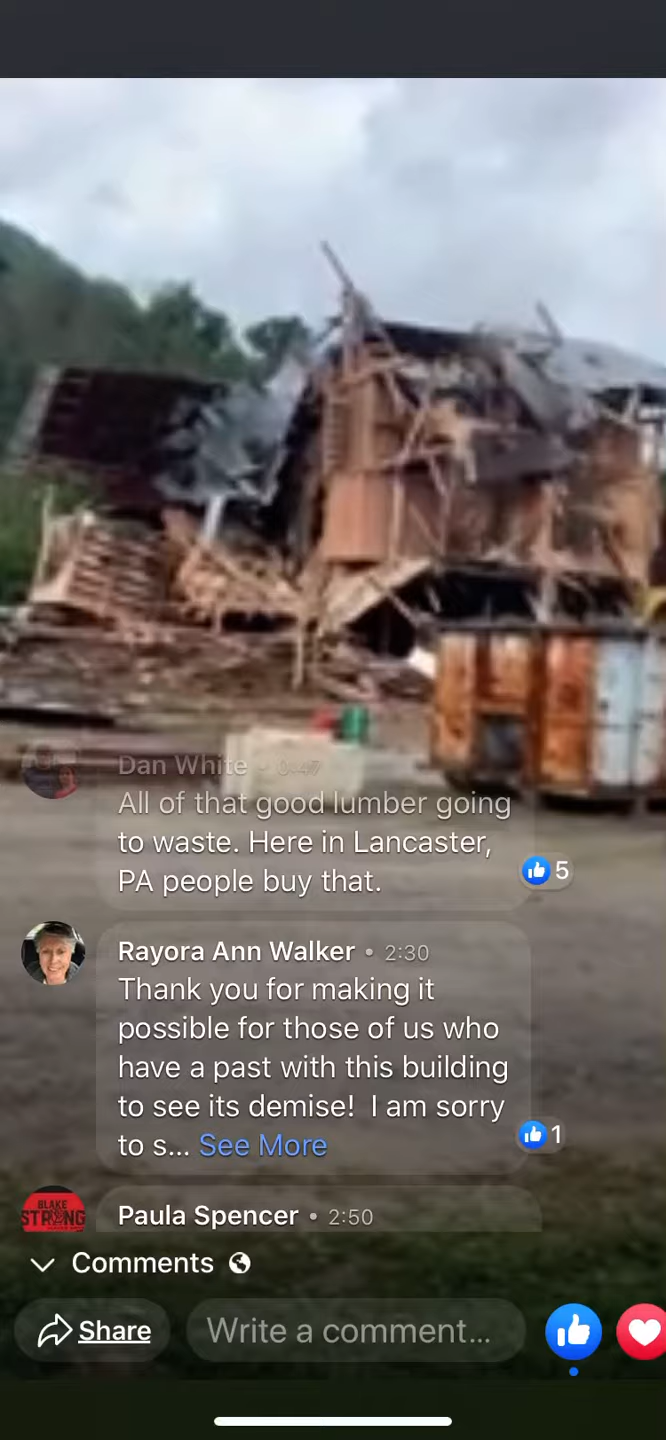 Dan White • 0:47
All of that good lumber going
to waste. Here in Lancaster,
PA people buy that.
5
Rayora Ann Walker • 2:30
Thank you for making it
possible for those of us who
have a past with this building
to see its demise! I am sorry
to s... See More
1
BLAKE
STRONG
Paula Spencer • 2:50
Comments
Share
Write a comment...